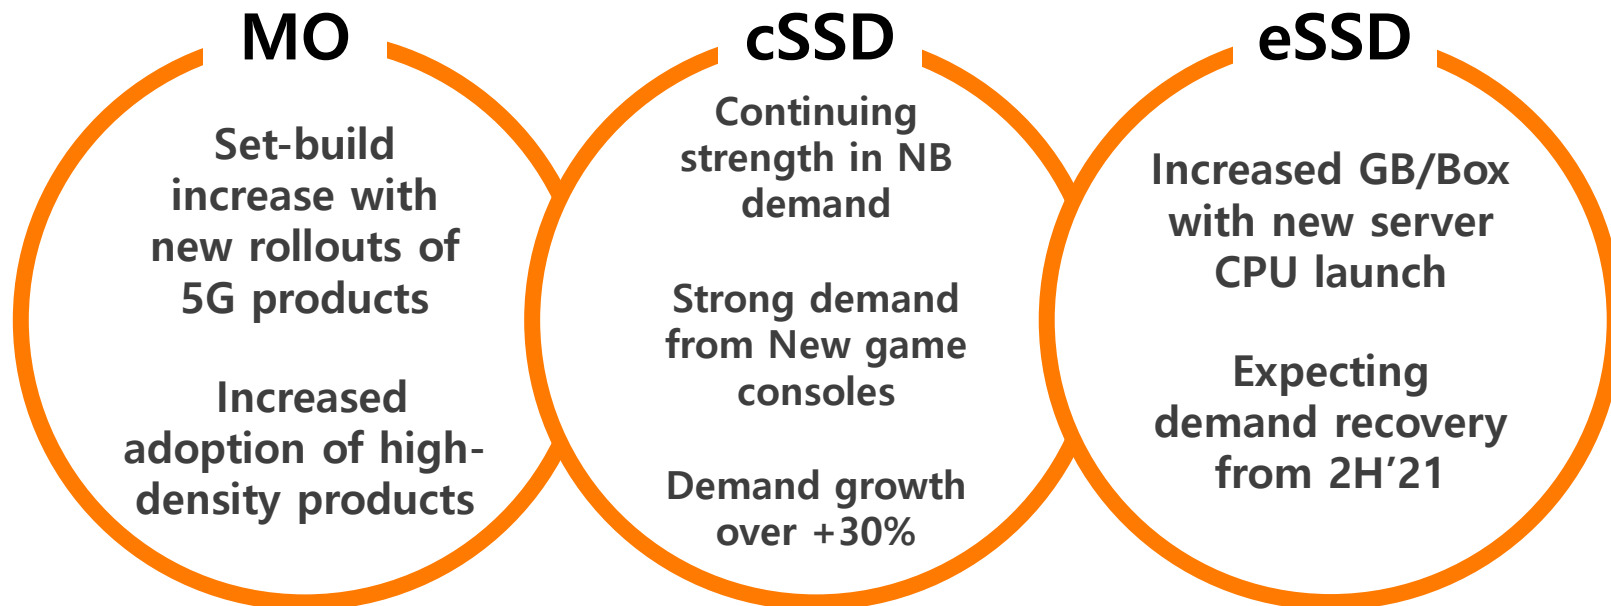 MO
Set-build
increase with
new rollouts of
5G products
Increased
adoption of high-
density products
cSSD
Continuing
strength in NB
demand
Strong demand
from New game
consoles
Demand growth
over +30%
eSSD
Increased GB/Box
with new server
CPU launch
Expecting
demand recovery
from 2H’21